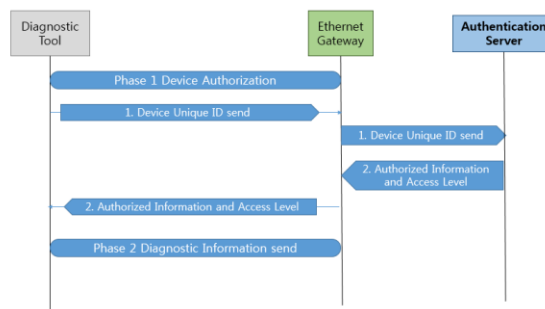 Diagnostic
Tool
Ethernet
Gateway
Authentication
Server
Phase 1 Device Authorization
1. Device Unique ID send
1. Device Unique ID send
2. Authorized Information
and Access Level
2. Authorized Information and Access Level
Phase 2 Diagnostic Information send